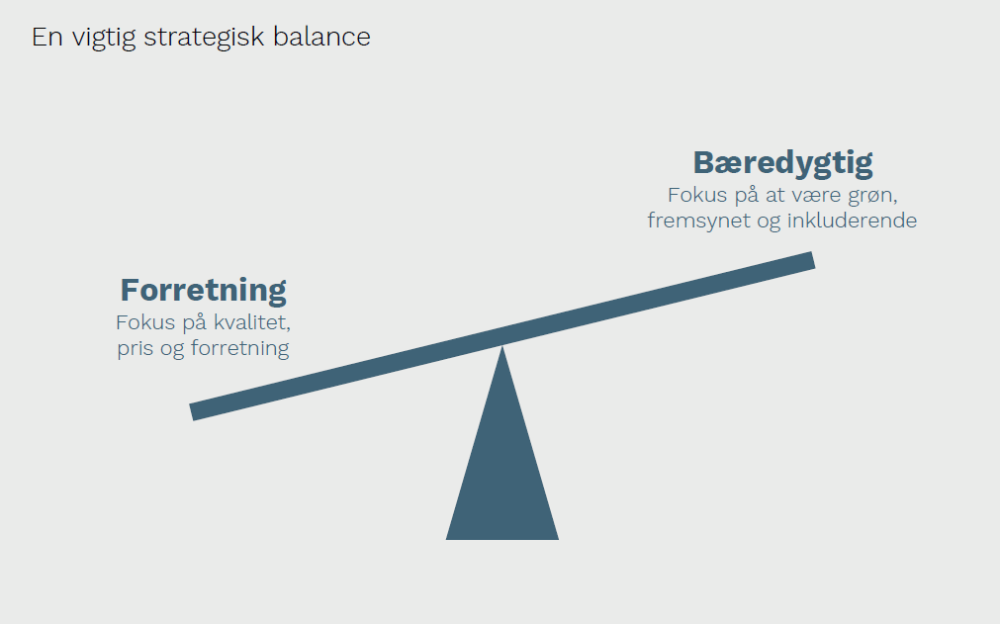 En vigtig strategisk balance
Bæredygtig
Fokus på at være grøn,
fremsynet og inkluderende
Forretning
Fokus på kvalitet,
pris og forretning